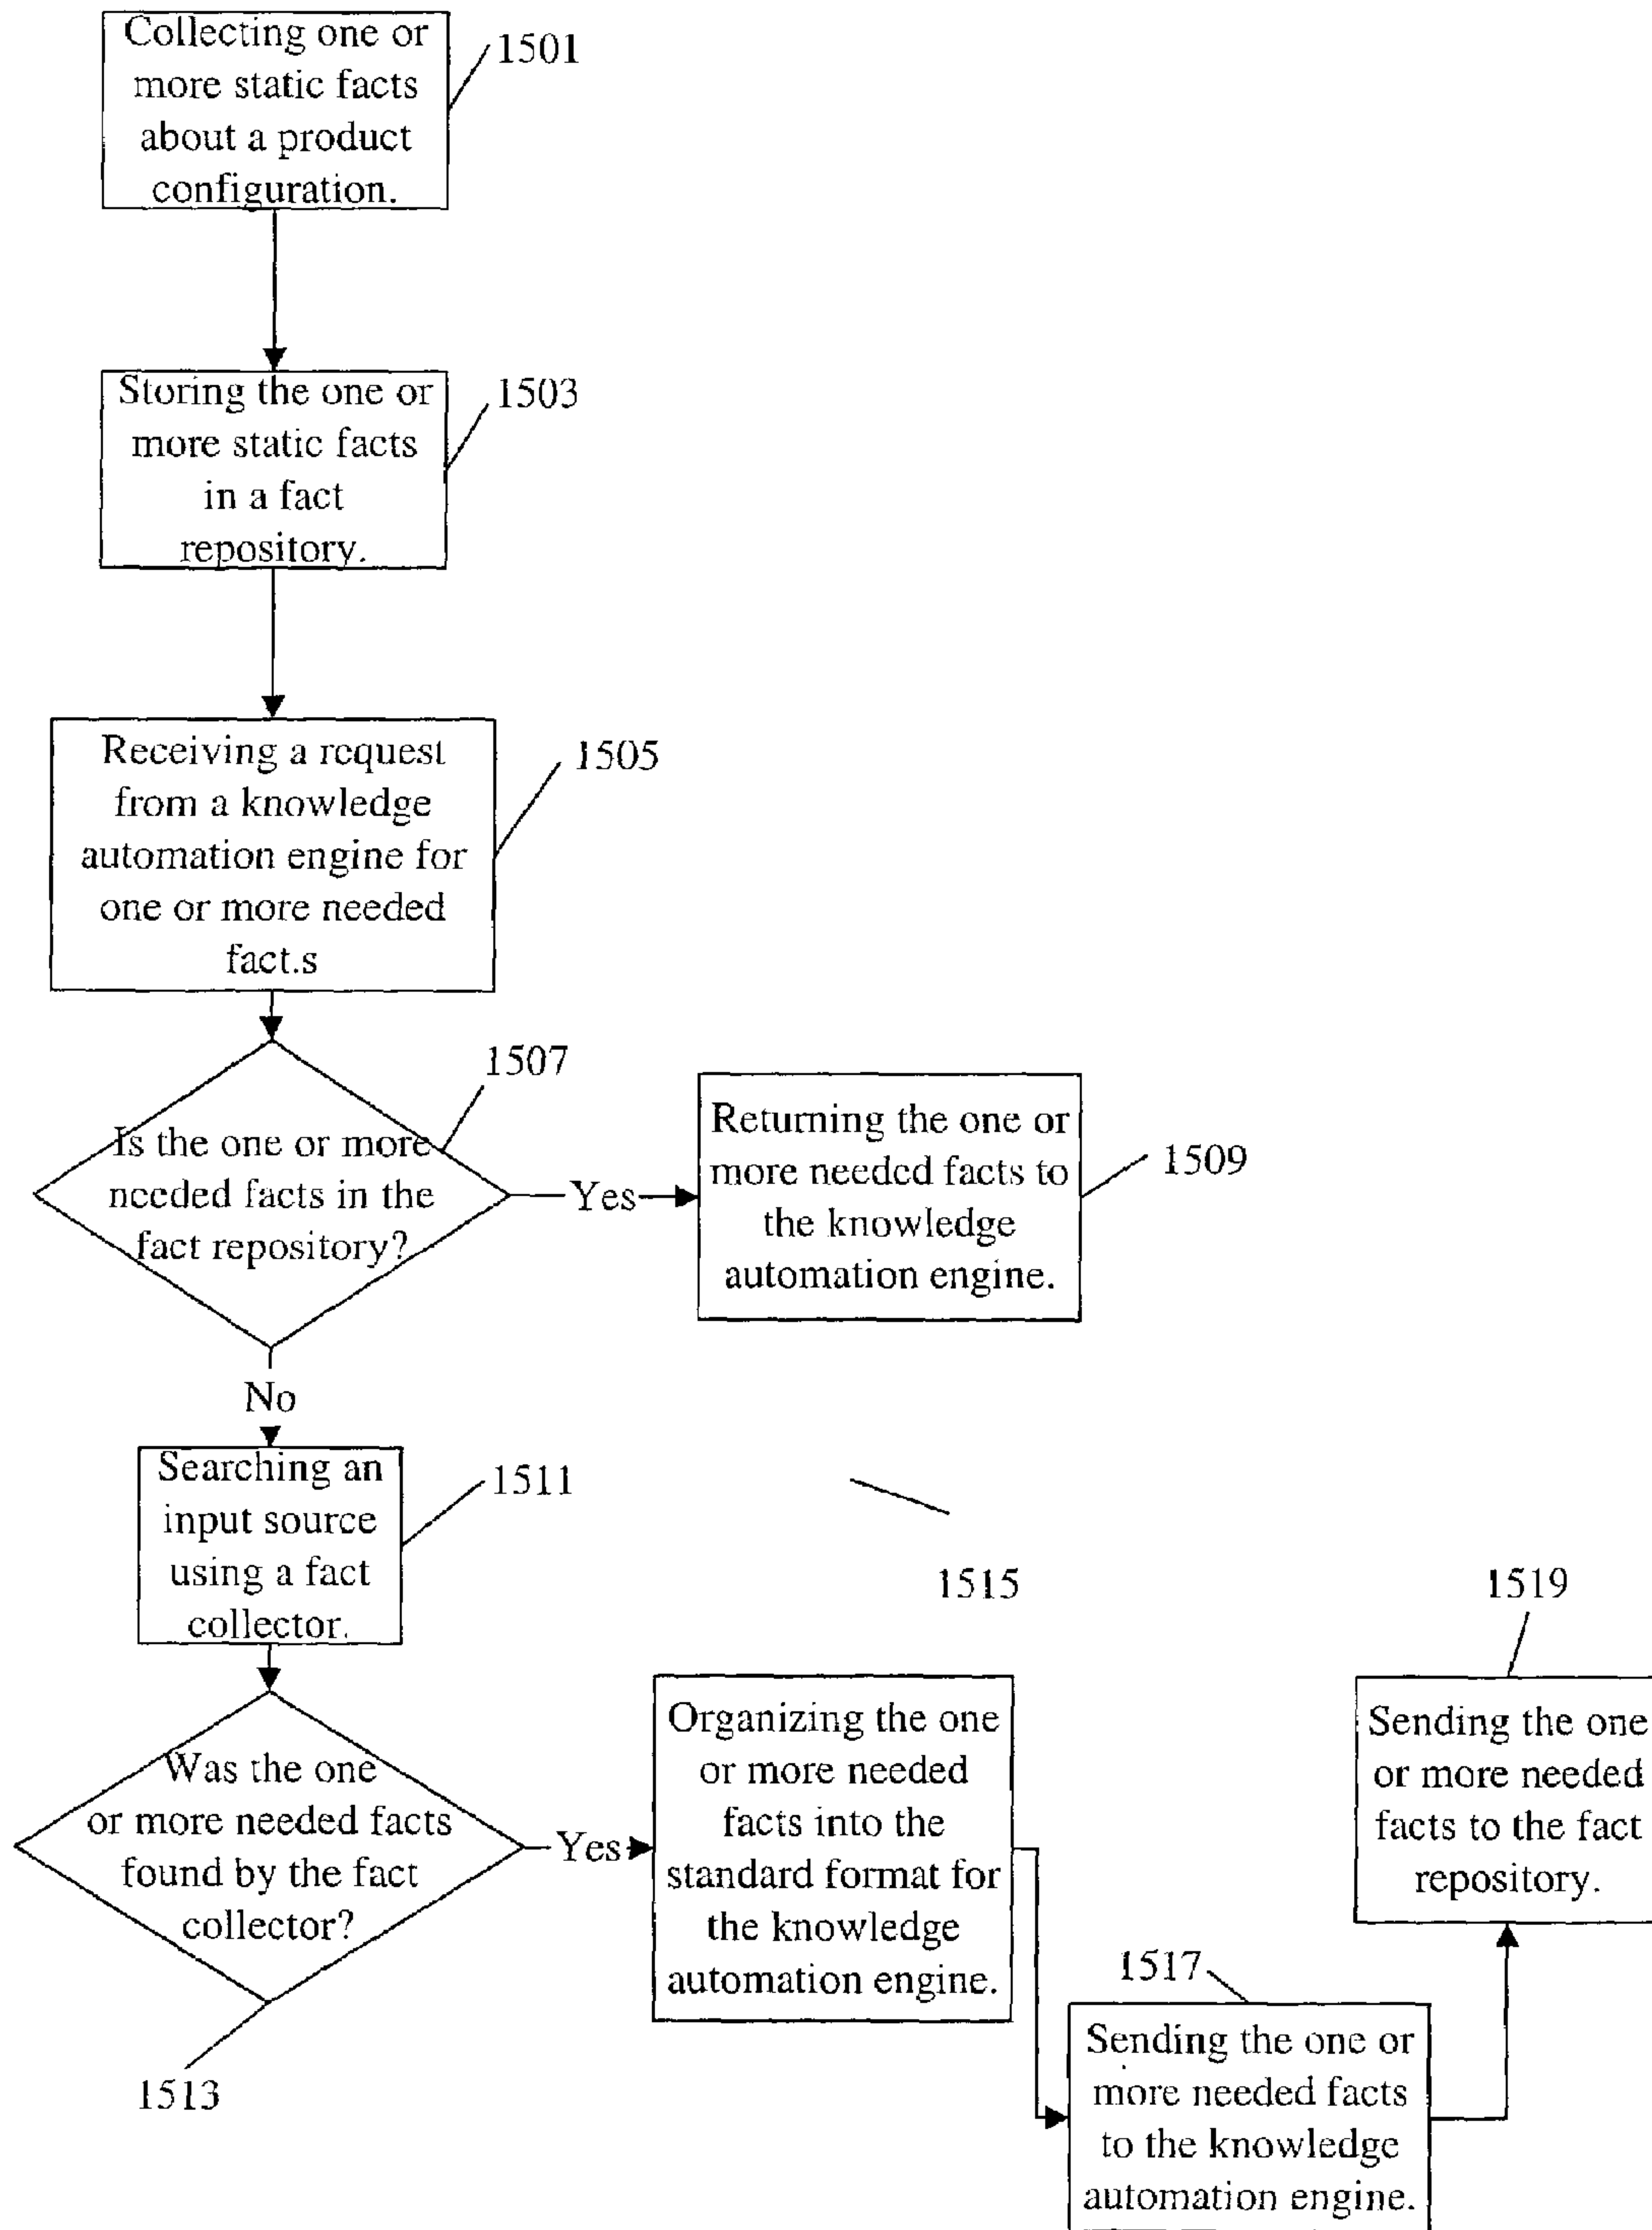 Collecting one or
more static facts
about a product
configuration.
1501
Storing the one or
more static facts
in a fact
repository.
1503
Receiving a request
from a knowledge
automation engine for
one or more needed
fact.s
1505
1507
Is the one or more
needed facts in the
fact repository?
Yes
Returning the one or
more needed facts to
the knowledge
automation engine.
1509
No
Searching an
input source
using a fact
collector.
1511
1515
1519
Was the one
or more needed facts
found by the fact
collector?
Yes
1513
Organizing the one
or more needed
facts into the
standard format for
the knowledge
automation engine.
1517
Sending the one or
more needed facts
to the knowledge
automation engine.
Sending the one
or more needed
facts to the fact
repository.